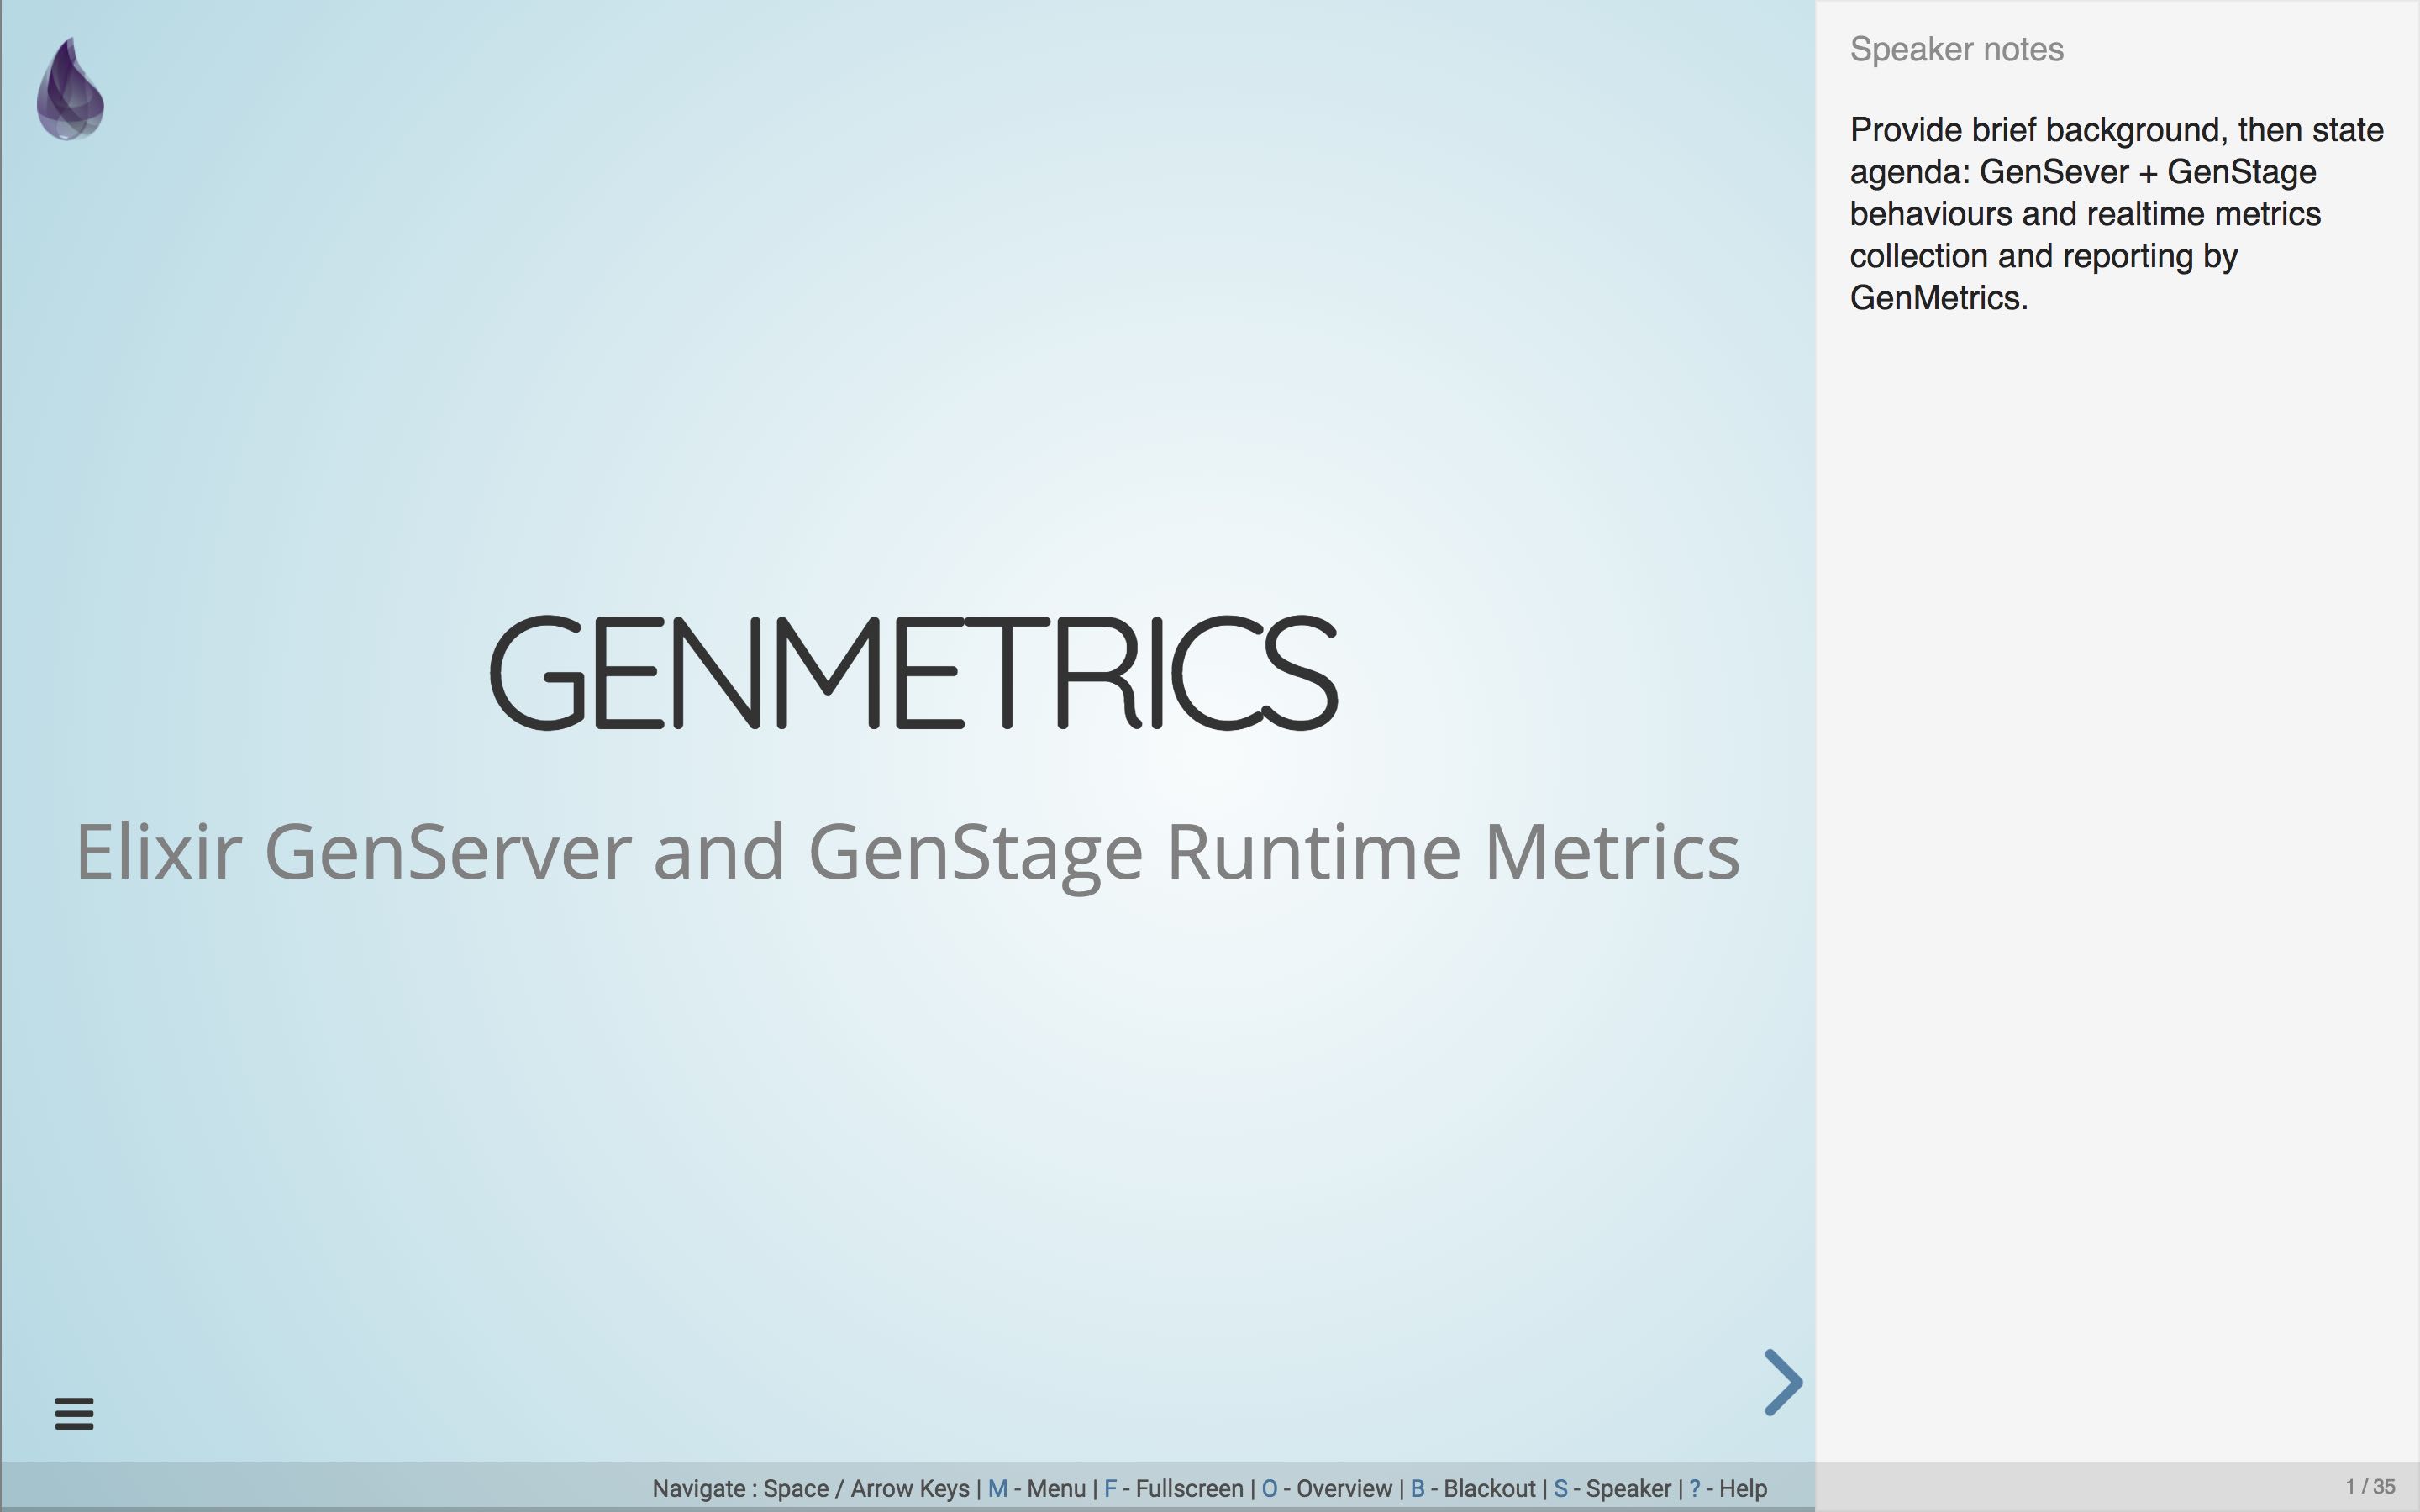 GENMETRICS
Elixir GenServer and GenStage Runtime Metrics
Speaker notes
Provide brief background, then state
agenda: GenSever + GenStage
behaviours and realtime metrics
collection and reporting by
GenMetrics.
Navigate : Space / Arrow Keys | M - Menu | F - Fullscreen | O - Overview | B - Blackout | S - Speaker | ? - Help
1 / 35